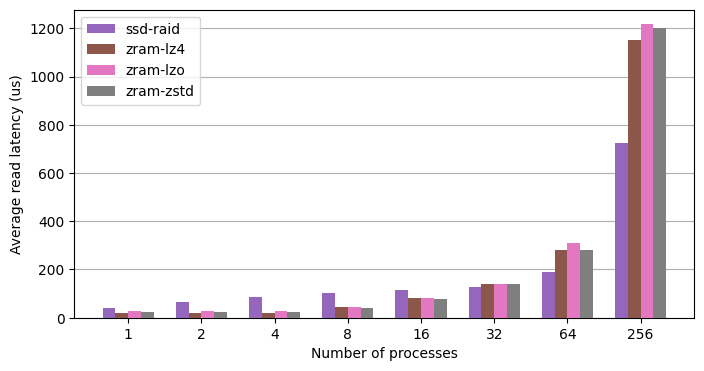 ssd-raid
zram-lz4
zram-lzo
zram-zstd
Average read latency (us)
1200
1000
800
600
400
200
0
1 2 4 8 16 32 64 256
Number of processes